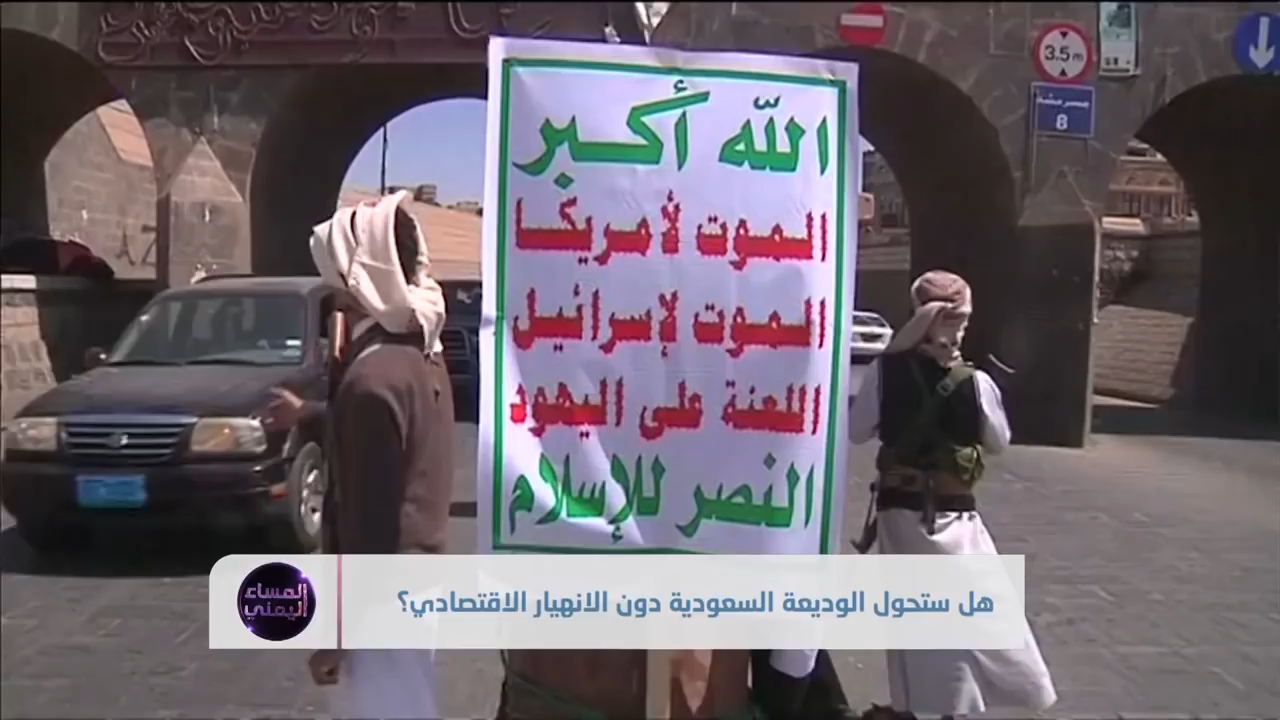 3.5 m
8
الله أكبر
الموت لأمريكا
الموت لإسرائيل
اللعنة على اليهود
النصر للإسلام
هل ستحول الوديعة السعودية دون الانهيار الاقتصادي؟
المساء
اليمني